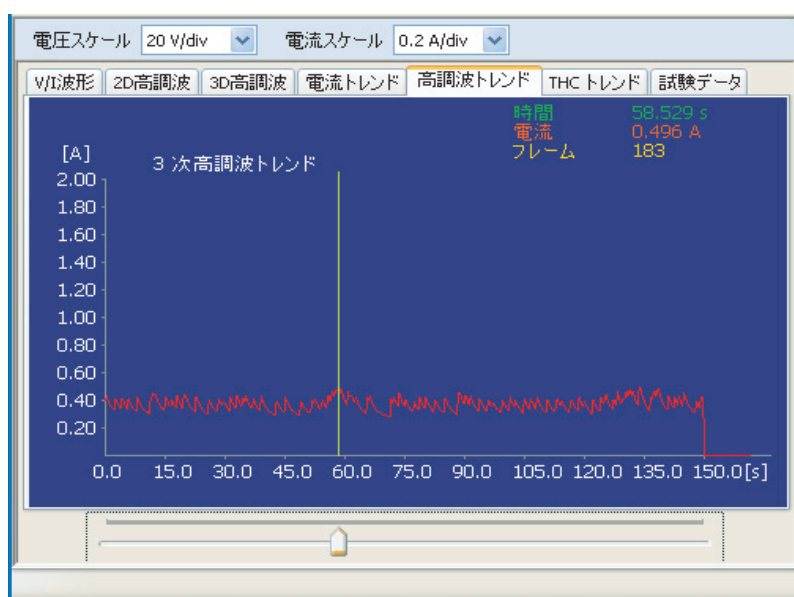 電圧スケール 20 V/div 電流スケール 0.2 A/div
V/I波形 2D高調波 3D高調波 電流トレンド 高調波トレンド THC トレンド 試験データ
時間 58.529 s
電流 0.496 A
フレーム 183
[A]
3 次高調波トレンド
2.00
1.80
1.60
1.40
1.20
1.00
0.80
0.60
0.40
0.20
0.0 15.0 30.0 45.0 60.0 75.0 90.0 105.0 120.0 135.0 150.0[s]